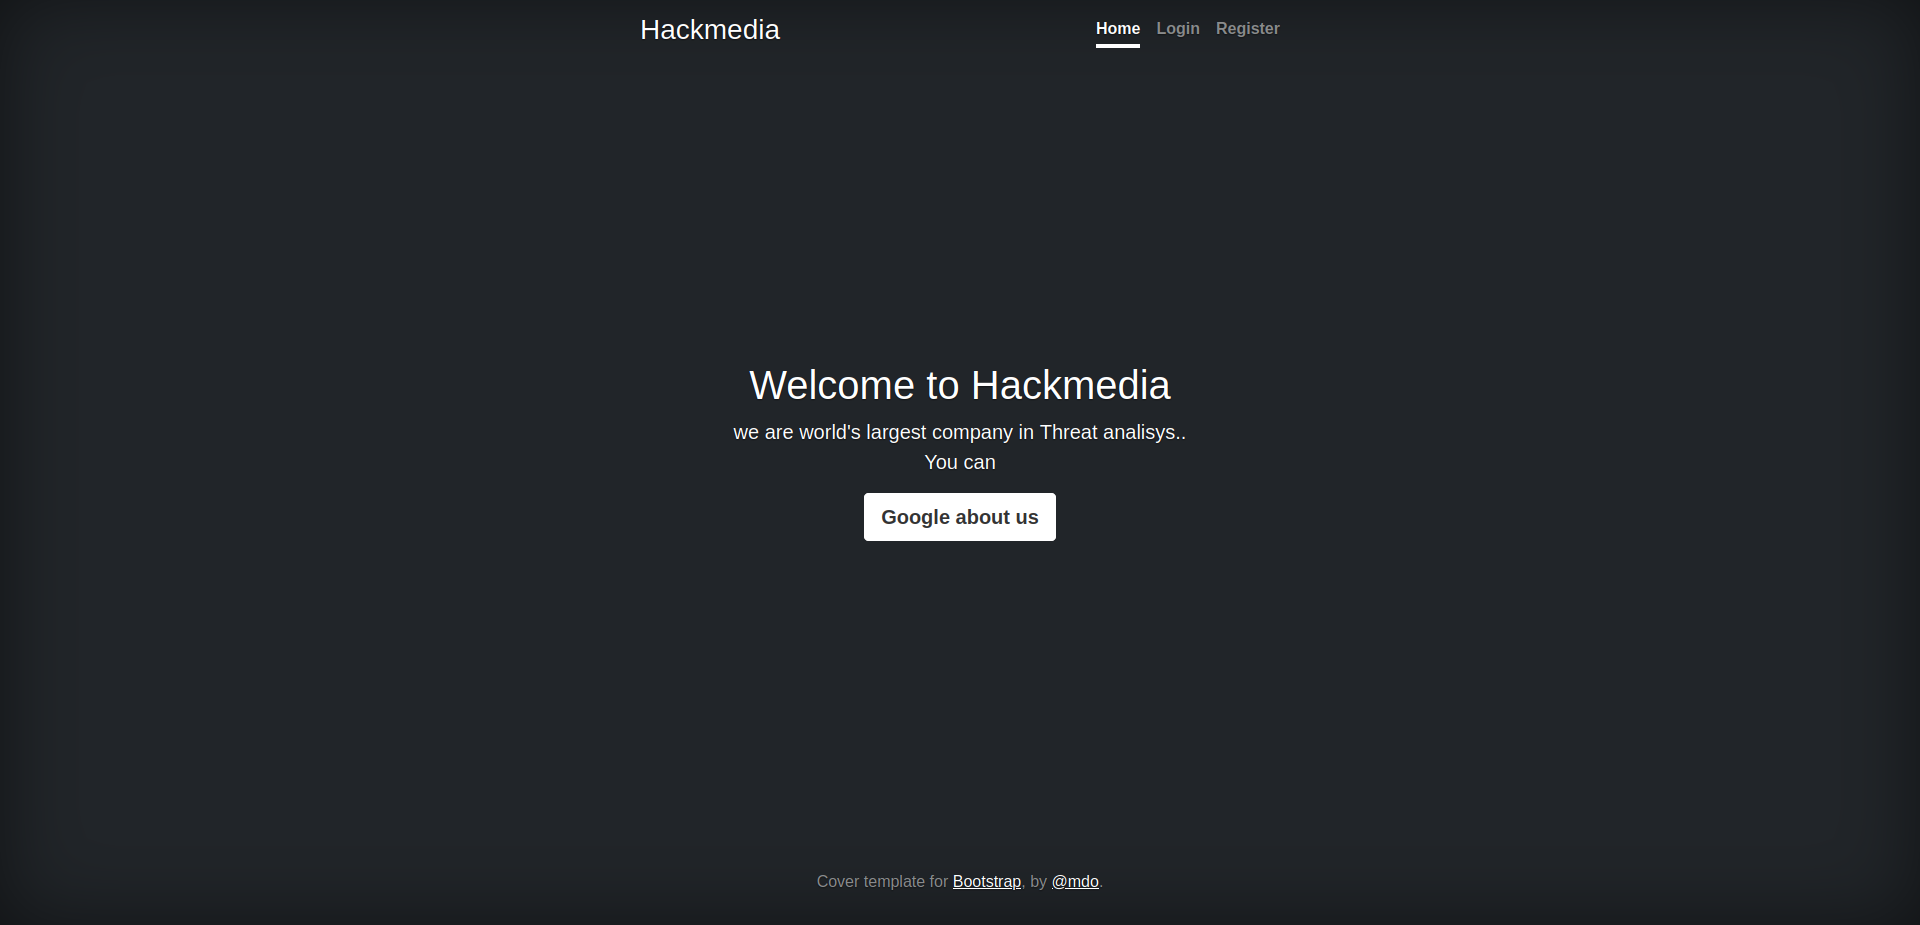 Hackmedia
Home Login Register
Welcome to Hackmedia
we are world's largest company in Threat analisys..
You can
Google about us
Cover template for Bootstrap, by @mdo.